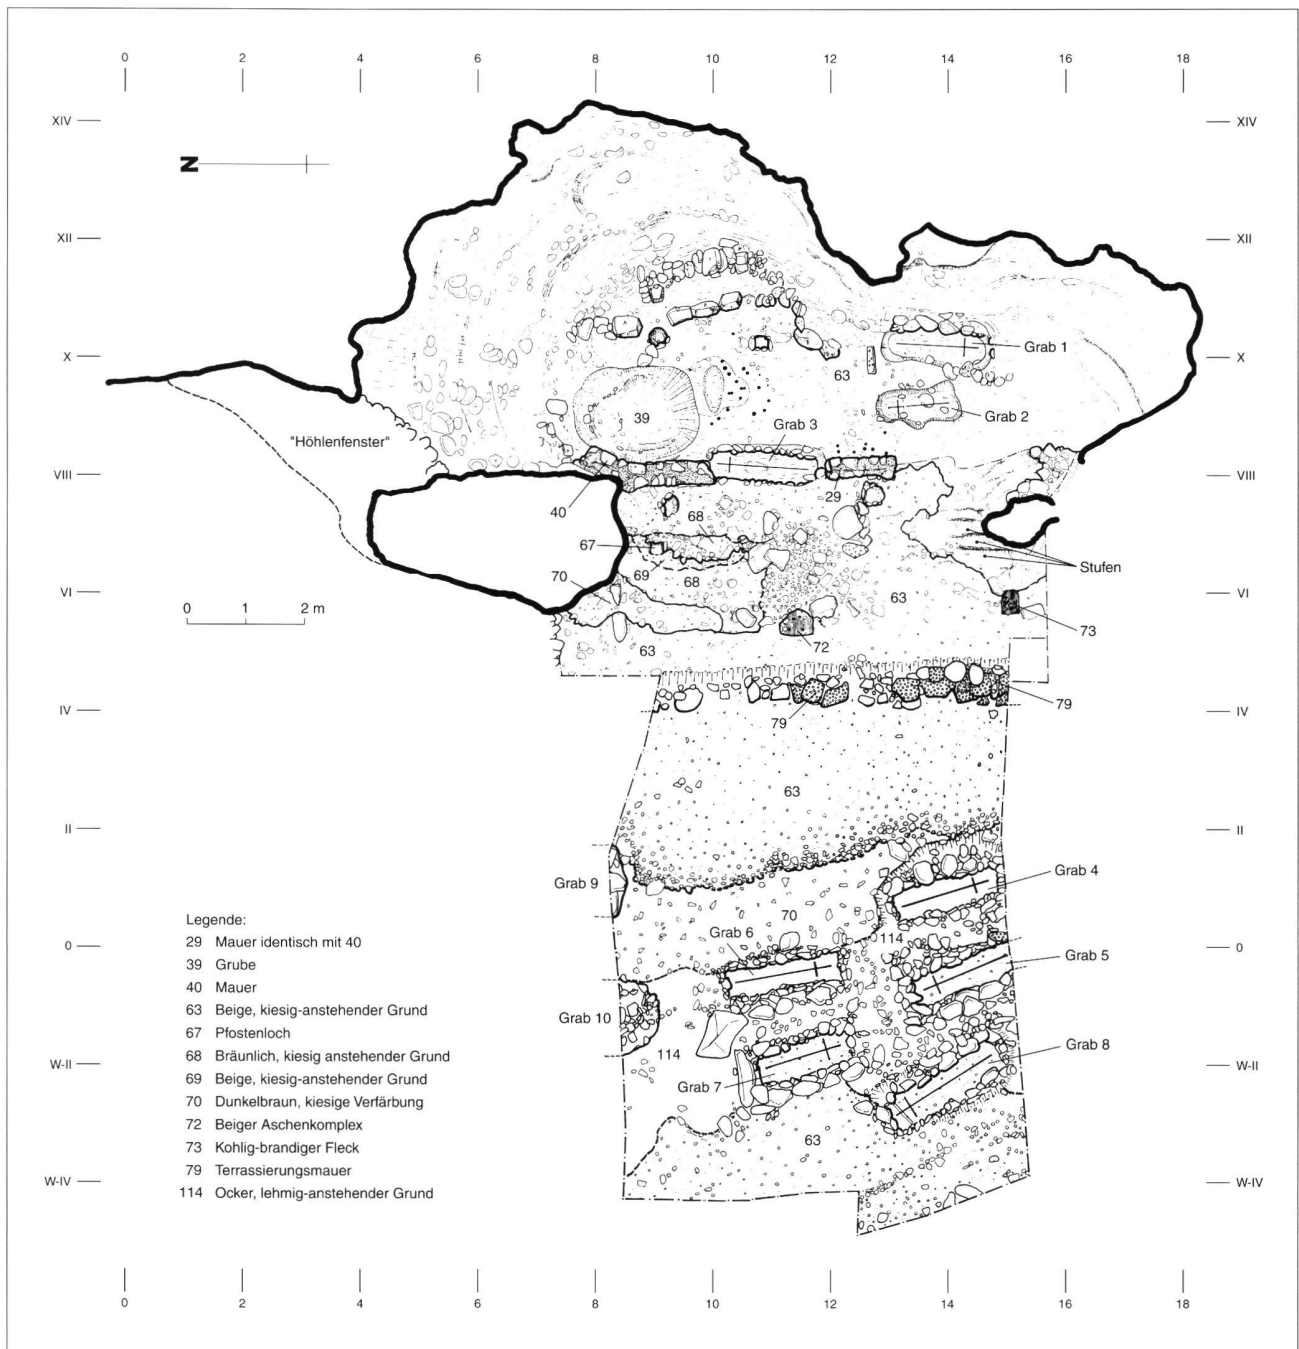 0 2 4 6 8 10 12 14 16 18
XIV XIV
N
XII XII
Grab 1
X X
63
Grab 2
39
Grab 3
"Höhlenfenster"
VIII VIII
29
40
68
67
Stufen
69
68
70
VI VI
63
0 1 2 m
73
72
63
79
IV IV
79
63
II II
Grab 4
Grab 9
70
Legende:
Grab 6
114
29 Mauer identisch mit 40
0 0
Grab 5
39 Grube
40 Mauer
63 Beige, kiesig-anstehender Grund
Grab 10
67 Pfostenloch
Grab 8
68 Bräunlich, kiesig anstehender Grund
114
W-II W-II
69 Beige, kiesig-anstehender Grund
Grab 7
70 Dunkelbraun, kiesige Verfärbung
72 Beiger Aschenkomplex
63
73 Kohlig-brandiger Fleck
79 Terrassierungsmauer
W-IV W-IV
114 Ocker, lehmig-anstehender Grund
0 2 4 6 8 10 12 14 16 18